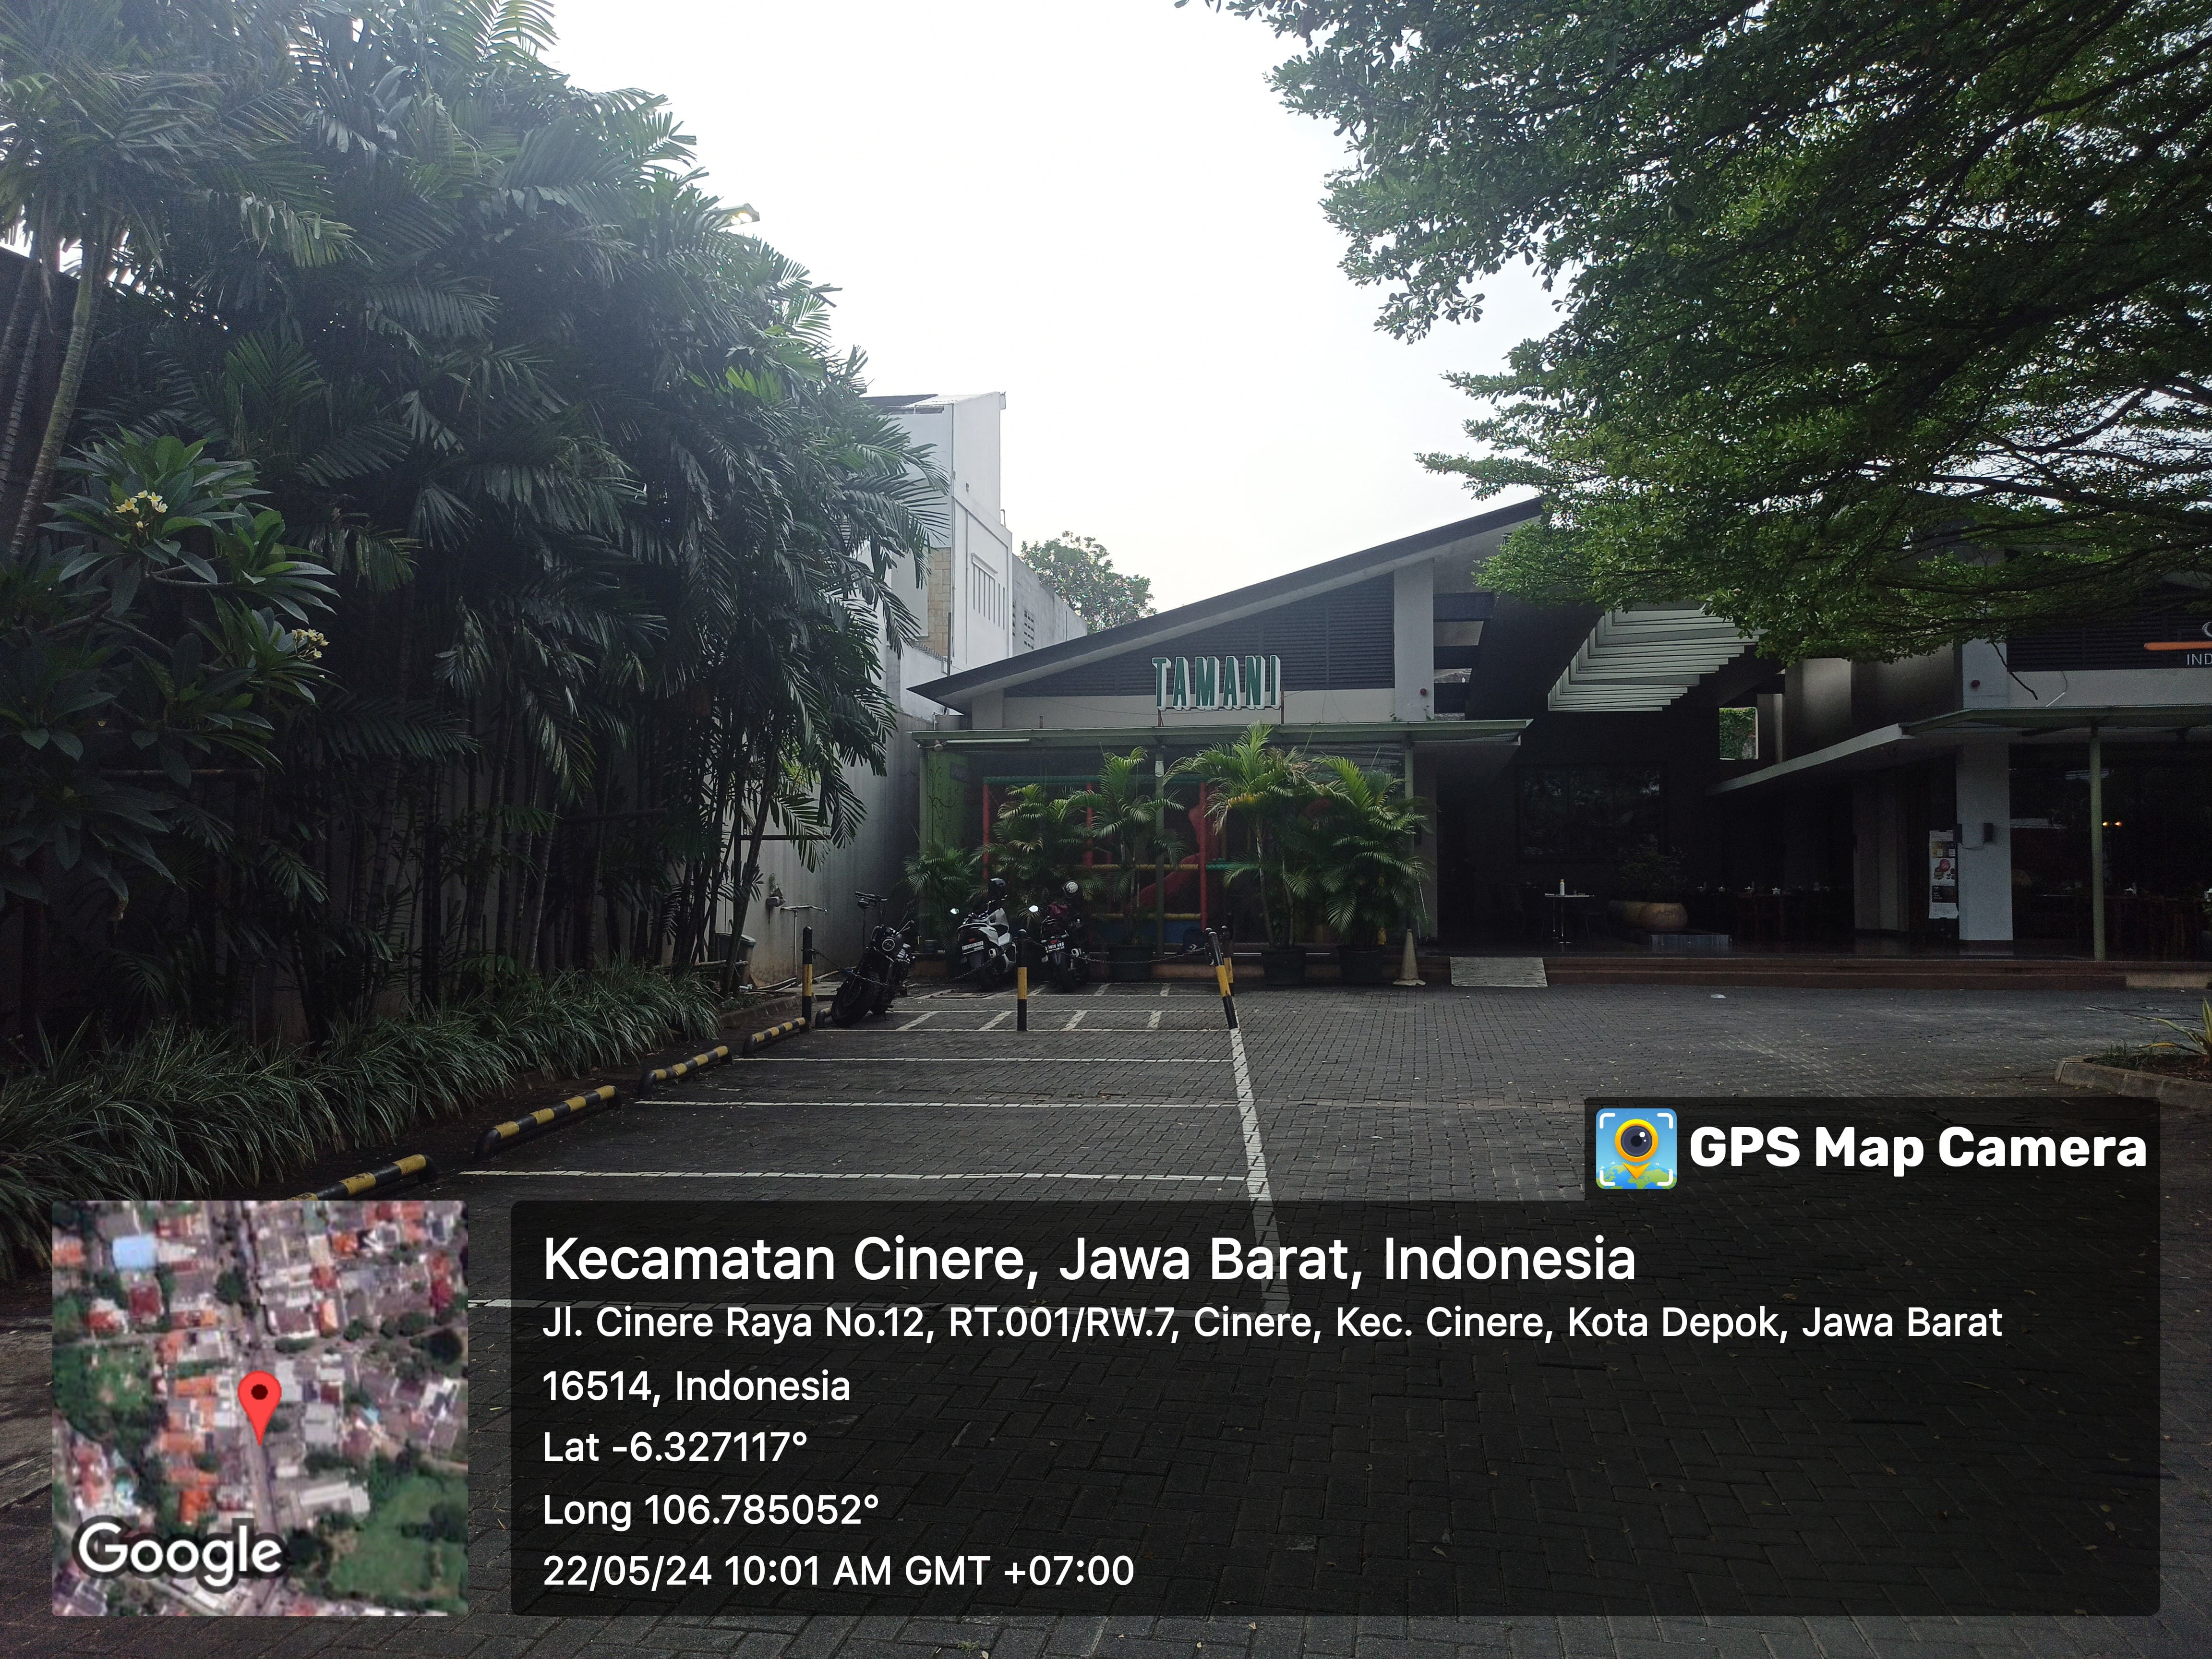 TAMANI
IND
GPS Map Camera
Kecamatan Cinere, Jawa Barat, Indonesia
Jl. Cinere Raya No.12, RT.001/RW.7, Cinere, Kec. Cinere, Kota Depok, Jawa Barat
16514, Indonesia
Lat -6.327117°
Long 106.785052°
22/05/24 10:01 AM GMT +07:00
Google